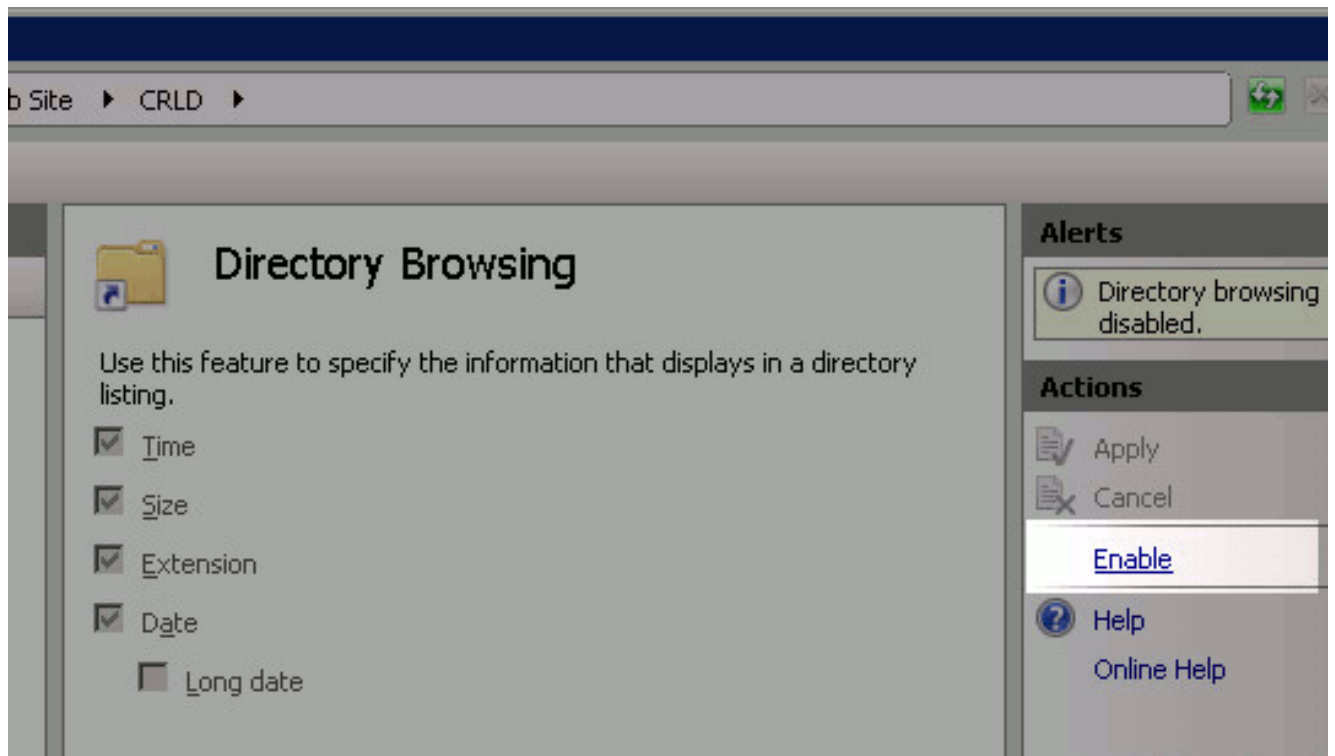 b Site ▸ CRLD ▸
Directory Browsing
Use this feature to specify the information that displays in a directory
listing.
Time
Size
Extension
Date
Long date
Alerts
Directory browsing
disabled.
Actions
Apply
Cancel
Enable
Help
Online Help